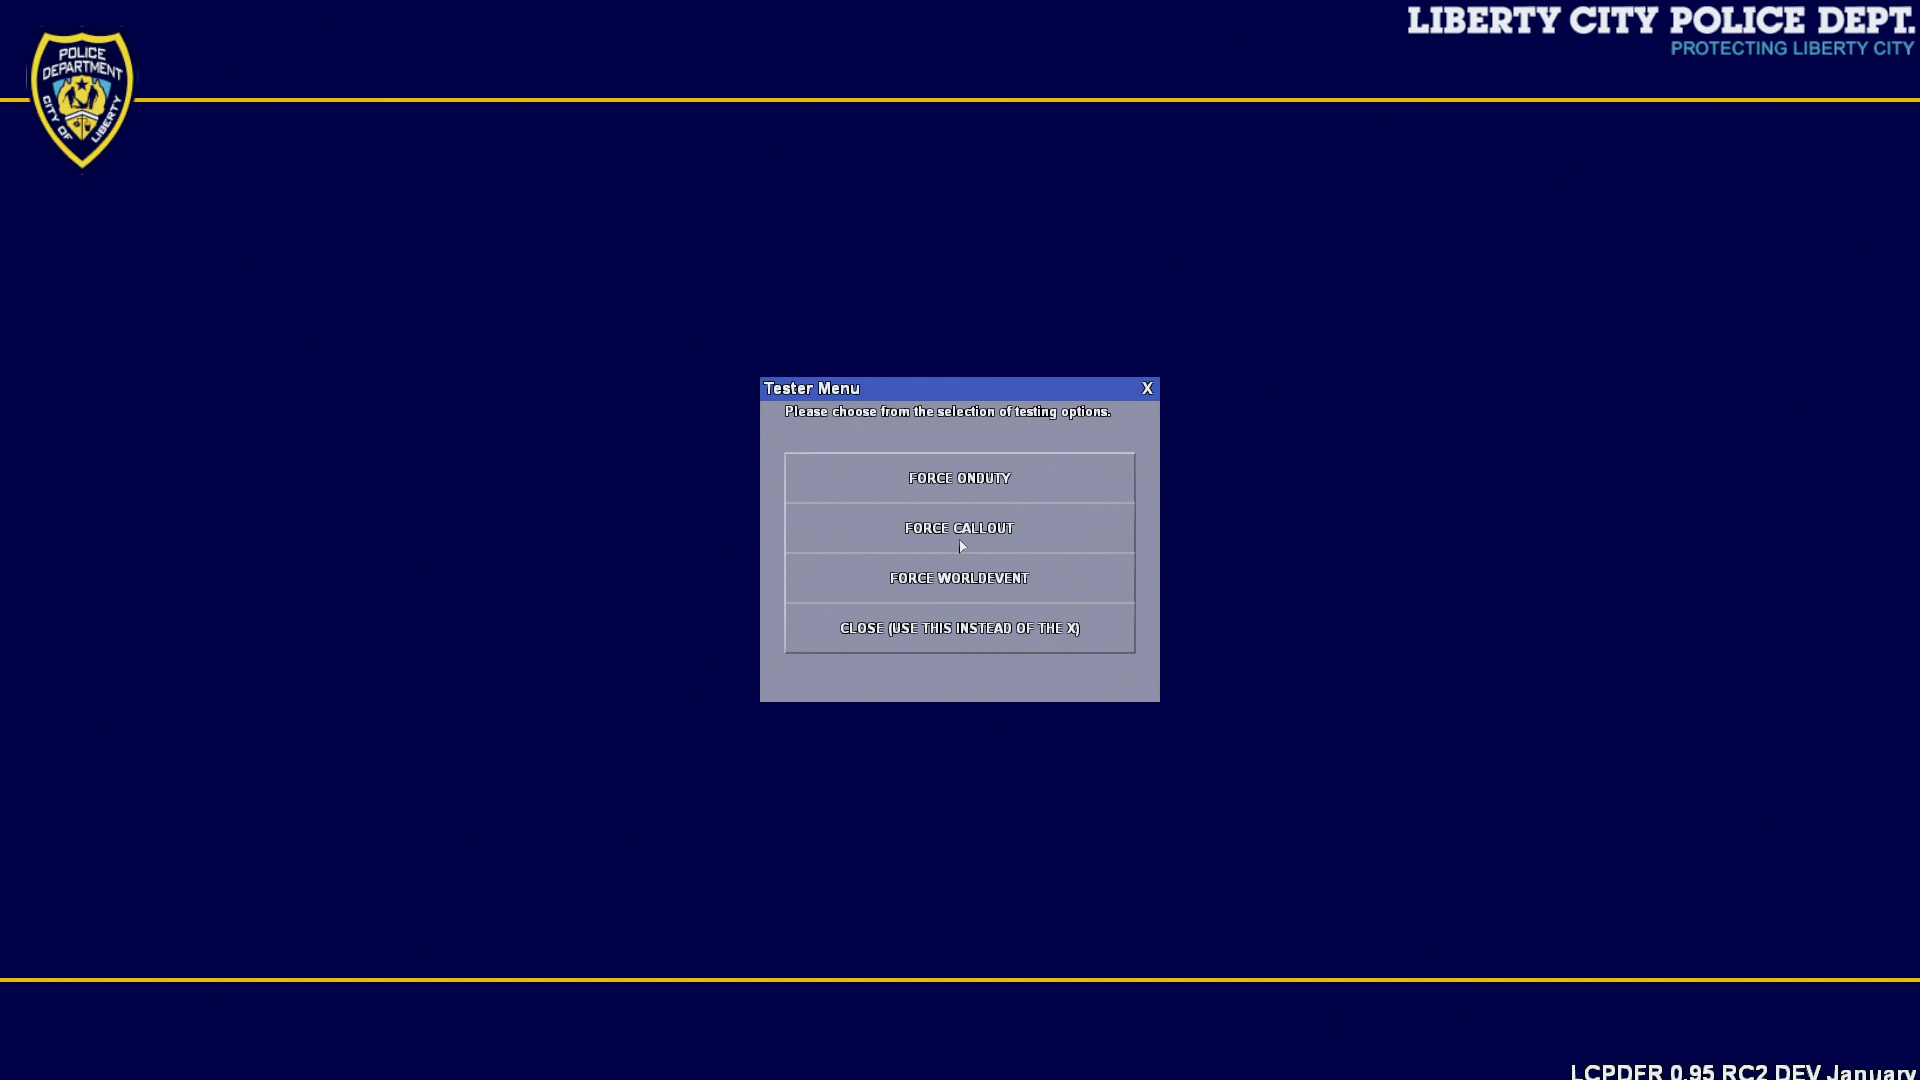 LIBERTY CITY POLICE DEPT.
PROTECTING LIBERTY CITY
POLICE
DEPARTMENT
CITY OF LIBERTY
Tester Menu X
Please choose from the selection of testing options.
FORCE ONDUTY
FORCE CALLOUT
FORCE WORLDEVENT
CLOSE (USE THIS INSTEAD OF THE X)
LCPDFR 0.95 RC2 DEV January